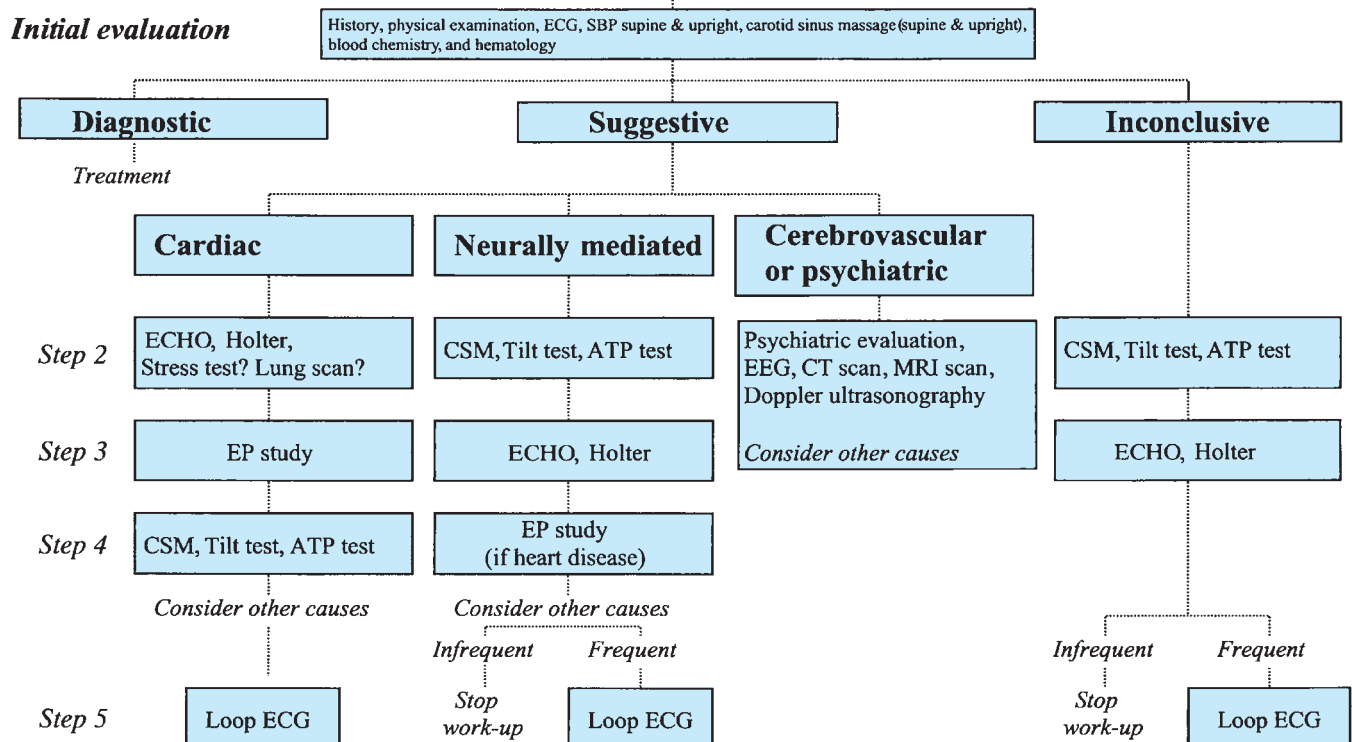 Initial evaluation
History, physical examination, ECG, SBP supine & upright, carotid sinus massage (supine & upright),
blood chemistry, and hematology
Diagnostic
Suggestive
Inconclusive
Treatment
Cardiac
Neurally mediated
Cerebrovascular
or psychiatric
Step 2
ECHO, Holter,
Stress test? Lung scan?
CSM, Tilt test, ATP test
Psychiatric evaluation,
EEG, CT scan, MRI scan,
Doppler ultrasonography
Consider other causes
CSM, Tilt test, ATP test
Step 3
EP study
ECHO, Holter
ECHO, Holter
Step 4
CSM, Tilt test, ATP test
EP study
(if heart disease)
Consider other causes
Consider other causes
Infrequent
Frequent
Infrequent
Frequent
Step 5
Loop ECG
Stop
work-up
Loop ECG
Stop
work-up
Loop ECG